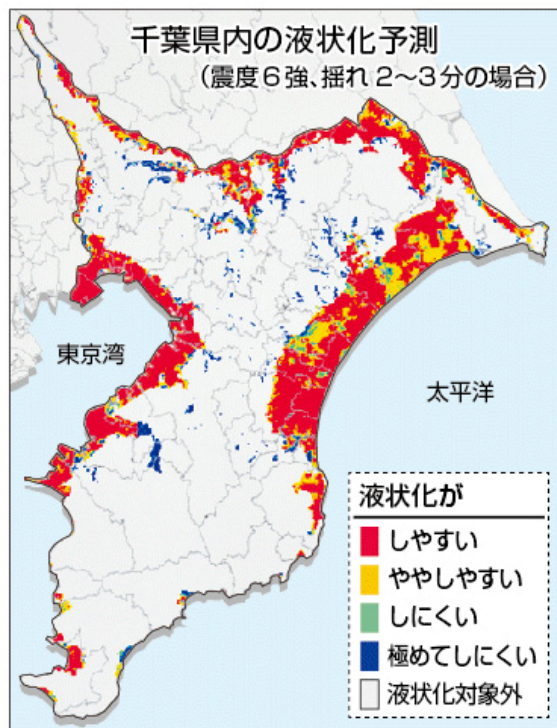 千葉県内の液状化予測
(震度6強、揺れ2〜3分の場合)
東京湾
太平洋
液状化が
しやすい
ややしやすい
しにくい
極めてしにくい
液状化対象外